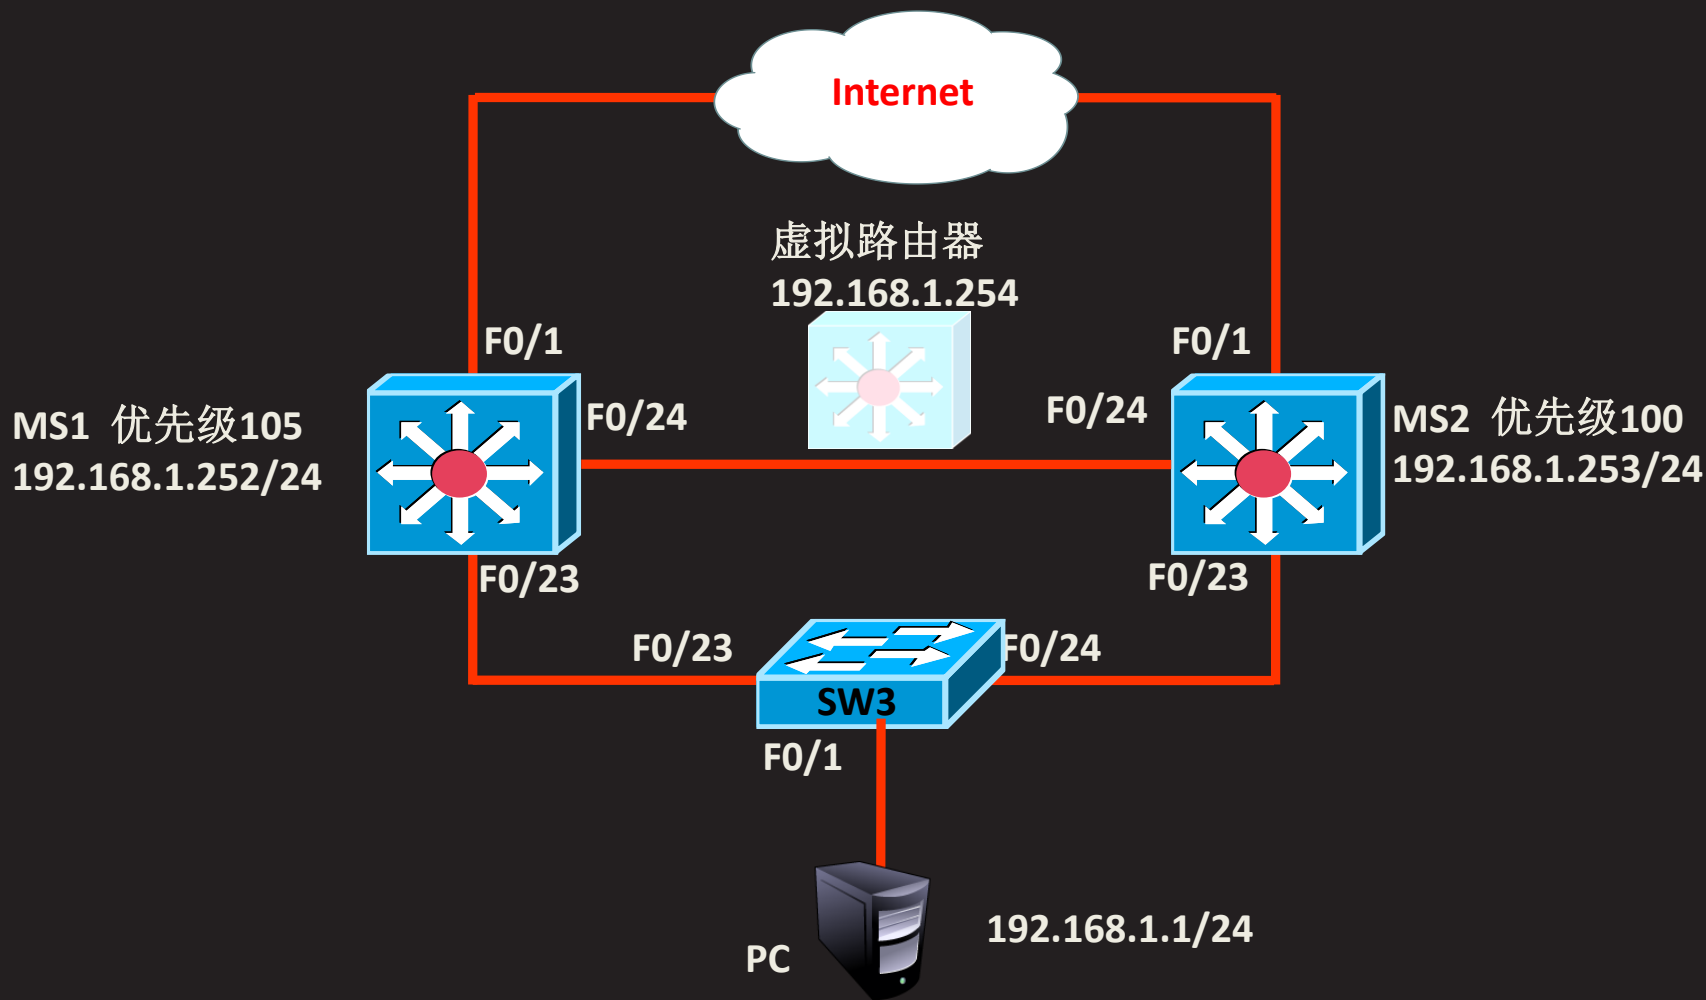 Internet
虚拟路由器
192.168.1.254
F0/1
F0/1
MS1 优先级105
192.168.1.252/24
F0/24
F0/24
MS2 优先级100
192.168.1.253/24
F0/23
F0/23
F0/23
F0/24
SW3
F0/1
PC
192.168.1.1/24